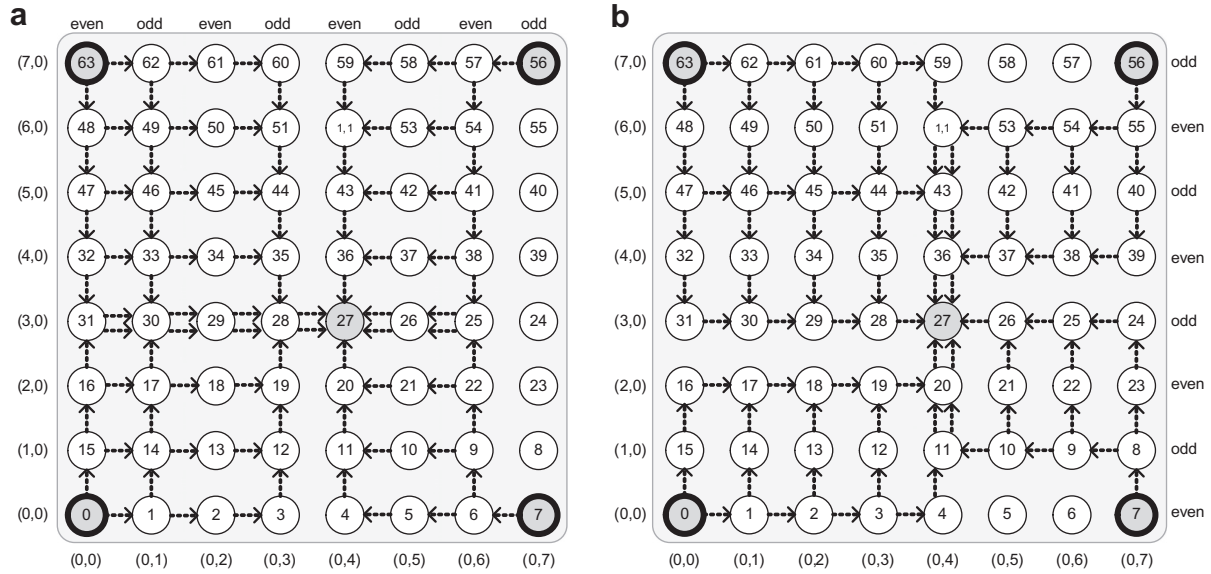 a
even odd even odd even odd even odd
(7,0) 63 62 61 60 59 58 57 56
(6,0) 48 49 50 51 1,1 53 54 55
(5,0) 47 46 45 44 43 42 41 40
(4,0) 32 33 34 35 36 37 38 39
(3,0) 31 30 29 28 27 26 25 24
(2,0) 16 17 18 19 20 21 22 23
(1,0) 15 14 13 12 11 10 9 8
(0,0) 0 1 2 3 4 5 6 7
(0,0) (0,1) (0,2) (0,3) (0,4) (0,5) (0,6) (0,7)
b
(7,0) 63 62 61 60 59 58 57 56 odd
(6,0) 48 49 50 51 1,1 53 54 55 even
(5,0) 47 46 45 44 43 42 41 40 odd
(4,0) 32 33 34 35 36 37 38 39 even
(3,0) 31 30 29 28 27 26 25 24 odd
(2,0) 16 17 18 19 20 21 22 23 even
(1,0) 15 14 13 12 11 10 9 8 odd
(0,0) 0 1 2 3 4 5 6 7 even
(0,0) (0,1) (0,2) (0,3) (0,4) (0,5) (0,6) (0,7)